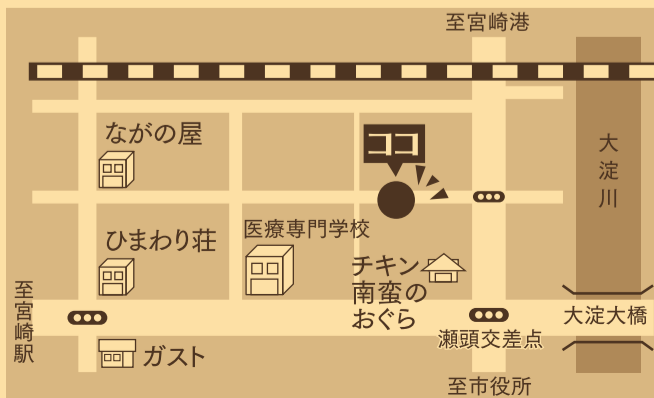 至宮崎港
ながの屋
ココ
大淀川
ひまわり荘
医療専門学校
チキン
南蛮の
おぐら
至宮崎駅
大淀大橋
瀬頭交差点
ガスト
至市役所